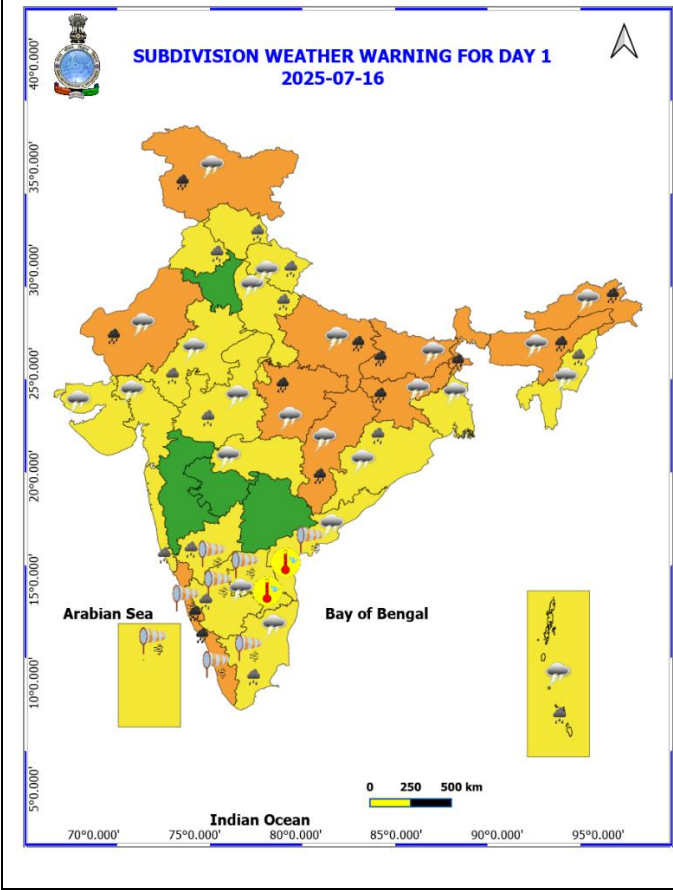 SUBDIVISION WEATHER WARNING FOR DAY 1
2025-07-16
40°0.000'
35°0.000'
30°0.000'
25°0.000'
20°0.000'
15°0.000'
10°0.000'
5°0.000'
Arabian Sea
Bay of Bengal
0 250 500 km
Indian Ocean
70°0.000' 75°0.000' 80°0.000' 85°0.000' 90°0.000' 95°0.000'